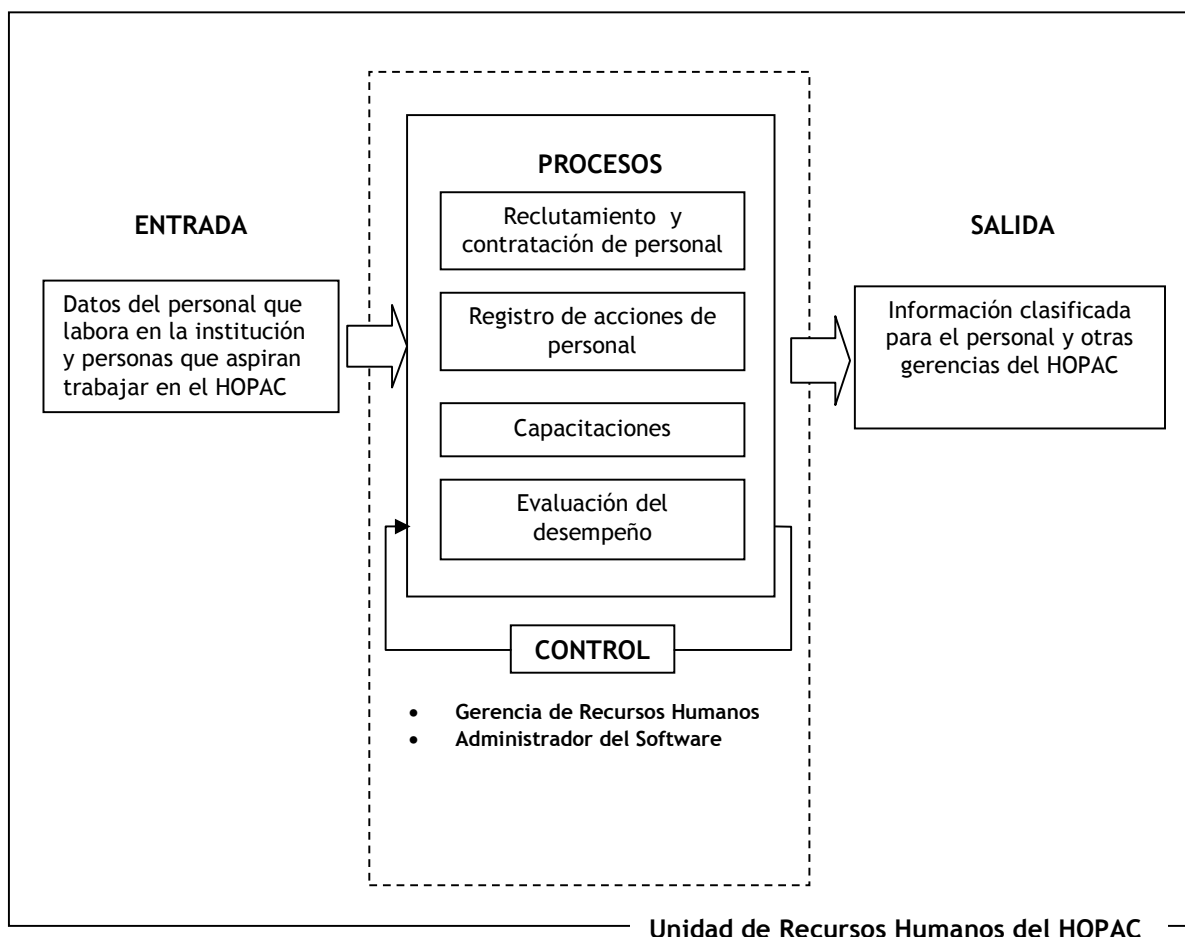 PROCESOS
Reclutamiento y
contratación de personal
Registro de acciones de
personal
Capacitaciones
Evaluación del
desempeño
ENTRADA
Datos del personal que
labora en la institución
y personas que aspiran
trabajar en el HOPAC
SALIDA
Información clasificada
para el personal y otras
gerencias del HOPAC
CONTROL
• Gerencia de Recursos Humanos
• Administrador del Software
Unidad de Recursos Humanos del HOPAC